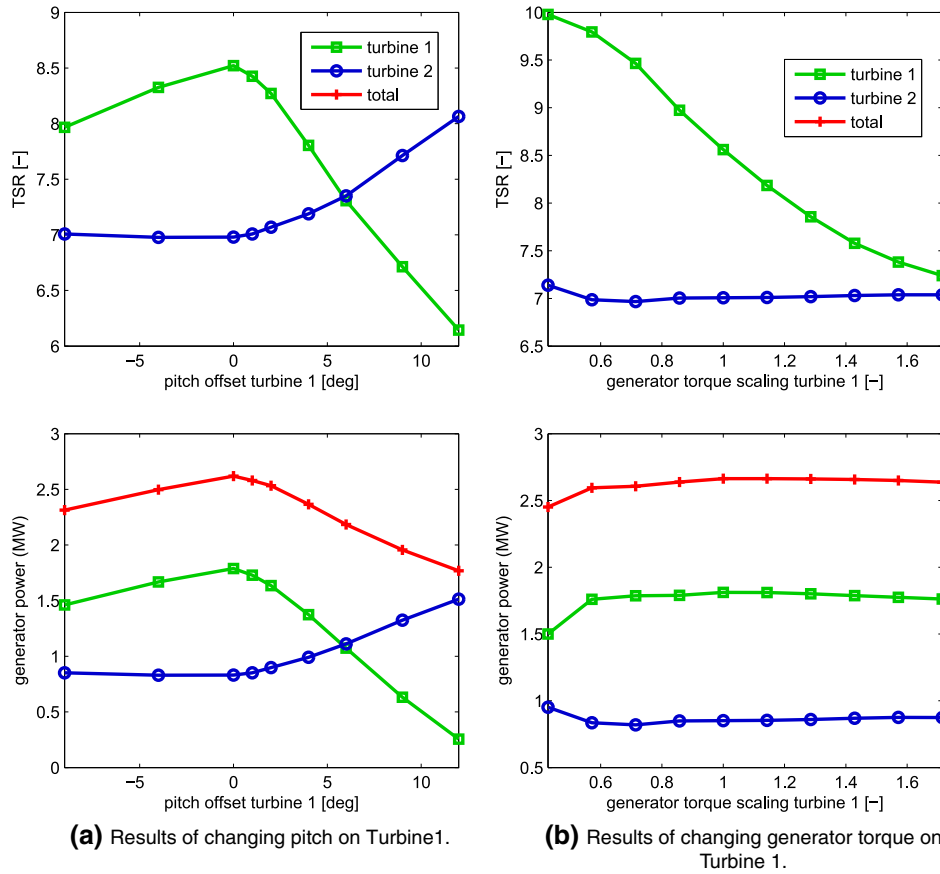 9
8.5
8
7.5
7
6.5
6
TSR [−]
−5
0
5
10
pitch offset turbine 1 [deg]
turbine 1
turbine 2
total
10
9.5
9
8.5
8
7.5
7
6.5
TSR [−]
0.6
0.8
1
1.2
1.4
1.6
generator torque scaling turbine 1 [−]
turbine 1
turbine 2
total
3
2.5
2
1.5
1
0.5
0
generator power (MW)
−5
0
5
10
pitch offset turbine 1 [deg]
3
2.5
2
1.5
1
0.5
generator power (MW)
0.6
0.8
1
1.2
1.4
1.6
generator torque scaling turbine 1 [−]
(a) Results of changing pitch on Turbine1.
(b) Results of changing generator torque on
Turbine 1.